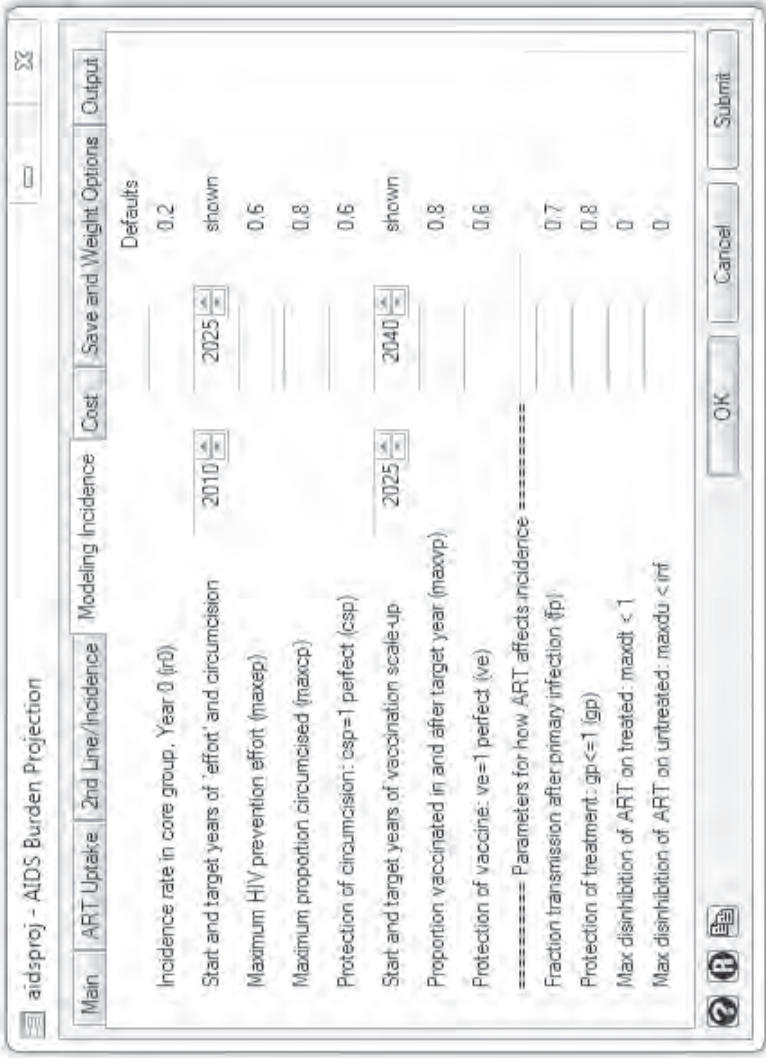 aidsproj - AIDS Burden Projection
Main ART Uptake 2nd Line/Incidence Modeling Incidence Cost Save and Weight Options Output
Defaults
Incidence rate in core group, Year 0 (ir0) 0.2
Start and target years of 'effort' and circumcision 2010 2025 shown
Maximum HIV prevention effort (maxep) 0.6
Maximum proportion circumcised (maxcp) 0.8
Protection of circumcision: csp=1 perfect (csp) 0.6
Start and target years of vaccination scale-up 2025 2040 shown
Proportion vaccinated in and after target year (maxvp) 0.8
Protection of vaccine: ve=1 perfect (ve) 0.6
========== Parameters for how ART affects incidence ==========
Fraction transmission after primary infection (fp) 0.7
Protection of treatment: gp<=1 (gp) 0.8
Max disinhibition of ART on treated: maxdt < 1 0
Max disinhibition of ART on untreated: maxdu < inf 0
OK Cancel Submit